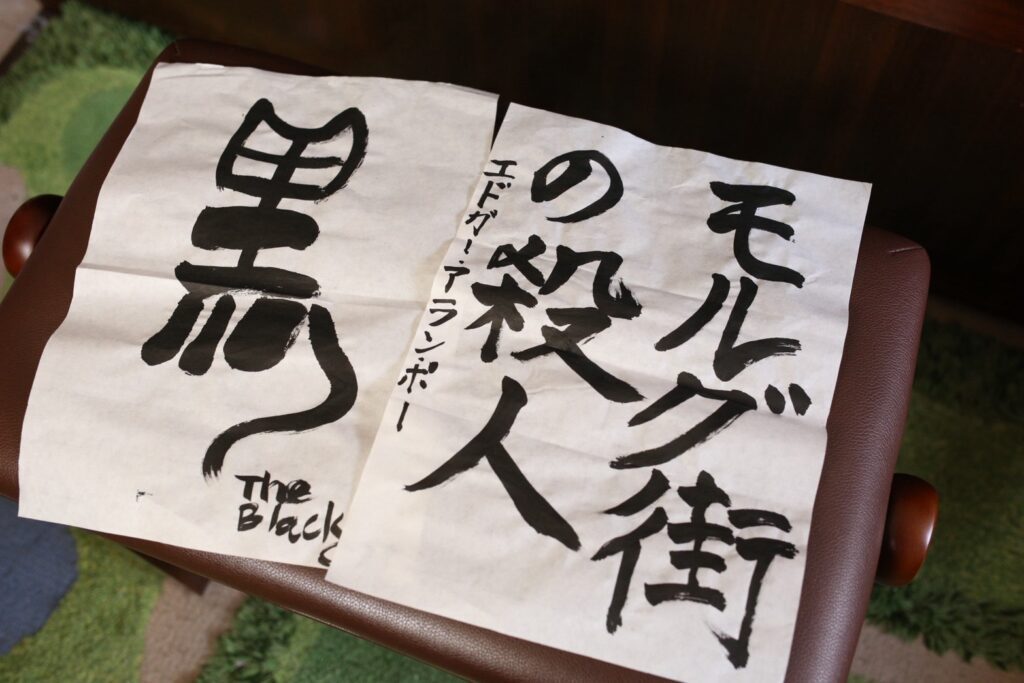 モルグ街
の殺人
エドガー・アラン・ポー
黒
The
Black